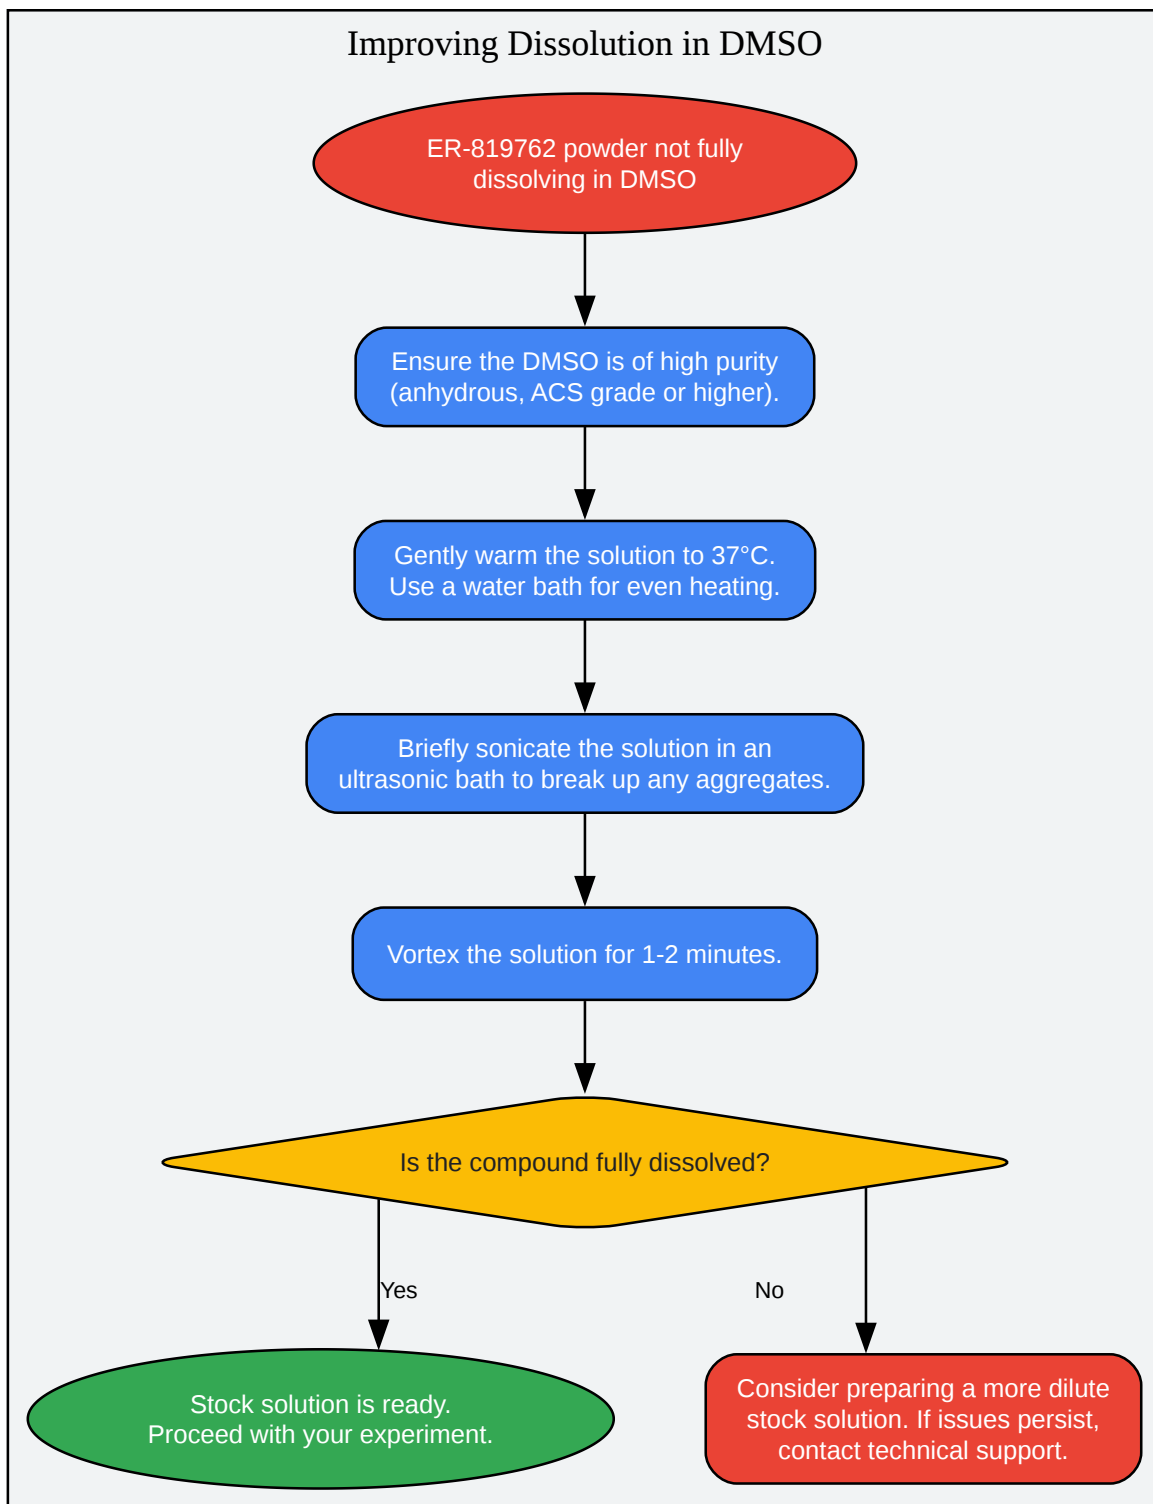 Improving Dissolution in DMSO
ER-819762 powder not fully
dissolving in DMSO
Ensure the DMSO is of high purity
(anhydrous, ACS grade or higher).
Gently warm the solution to 37°C.
Use a water bath for even heating.
Briefly sonicate the solution in an
ultrasonic bath to break up any aggregates.
Vortex the solution for 1-2 minutes.
Is the compound fully dissolved?
Yes
No
Stock solution is ready.
Proceed with your experiment.
Consider preparing a more dilute
stock solution. If issues persist,
contact technical support.